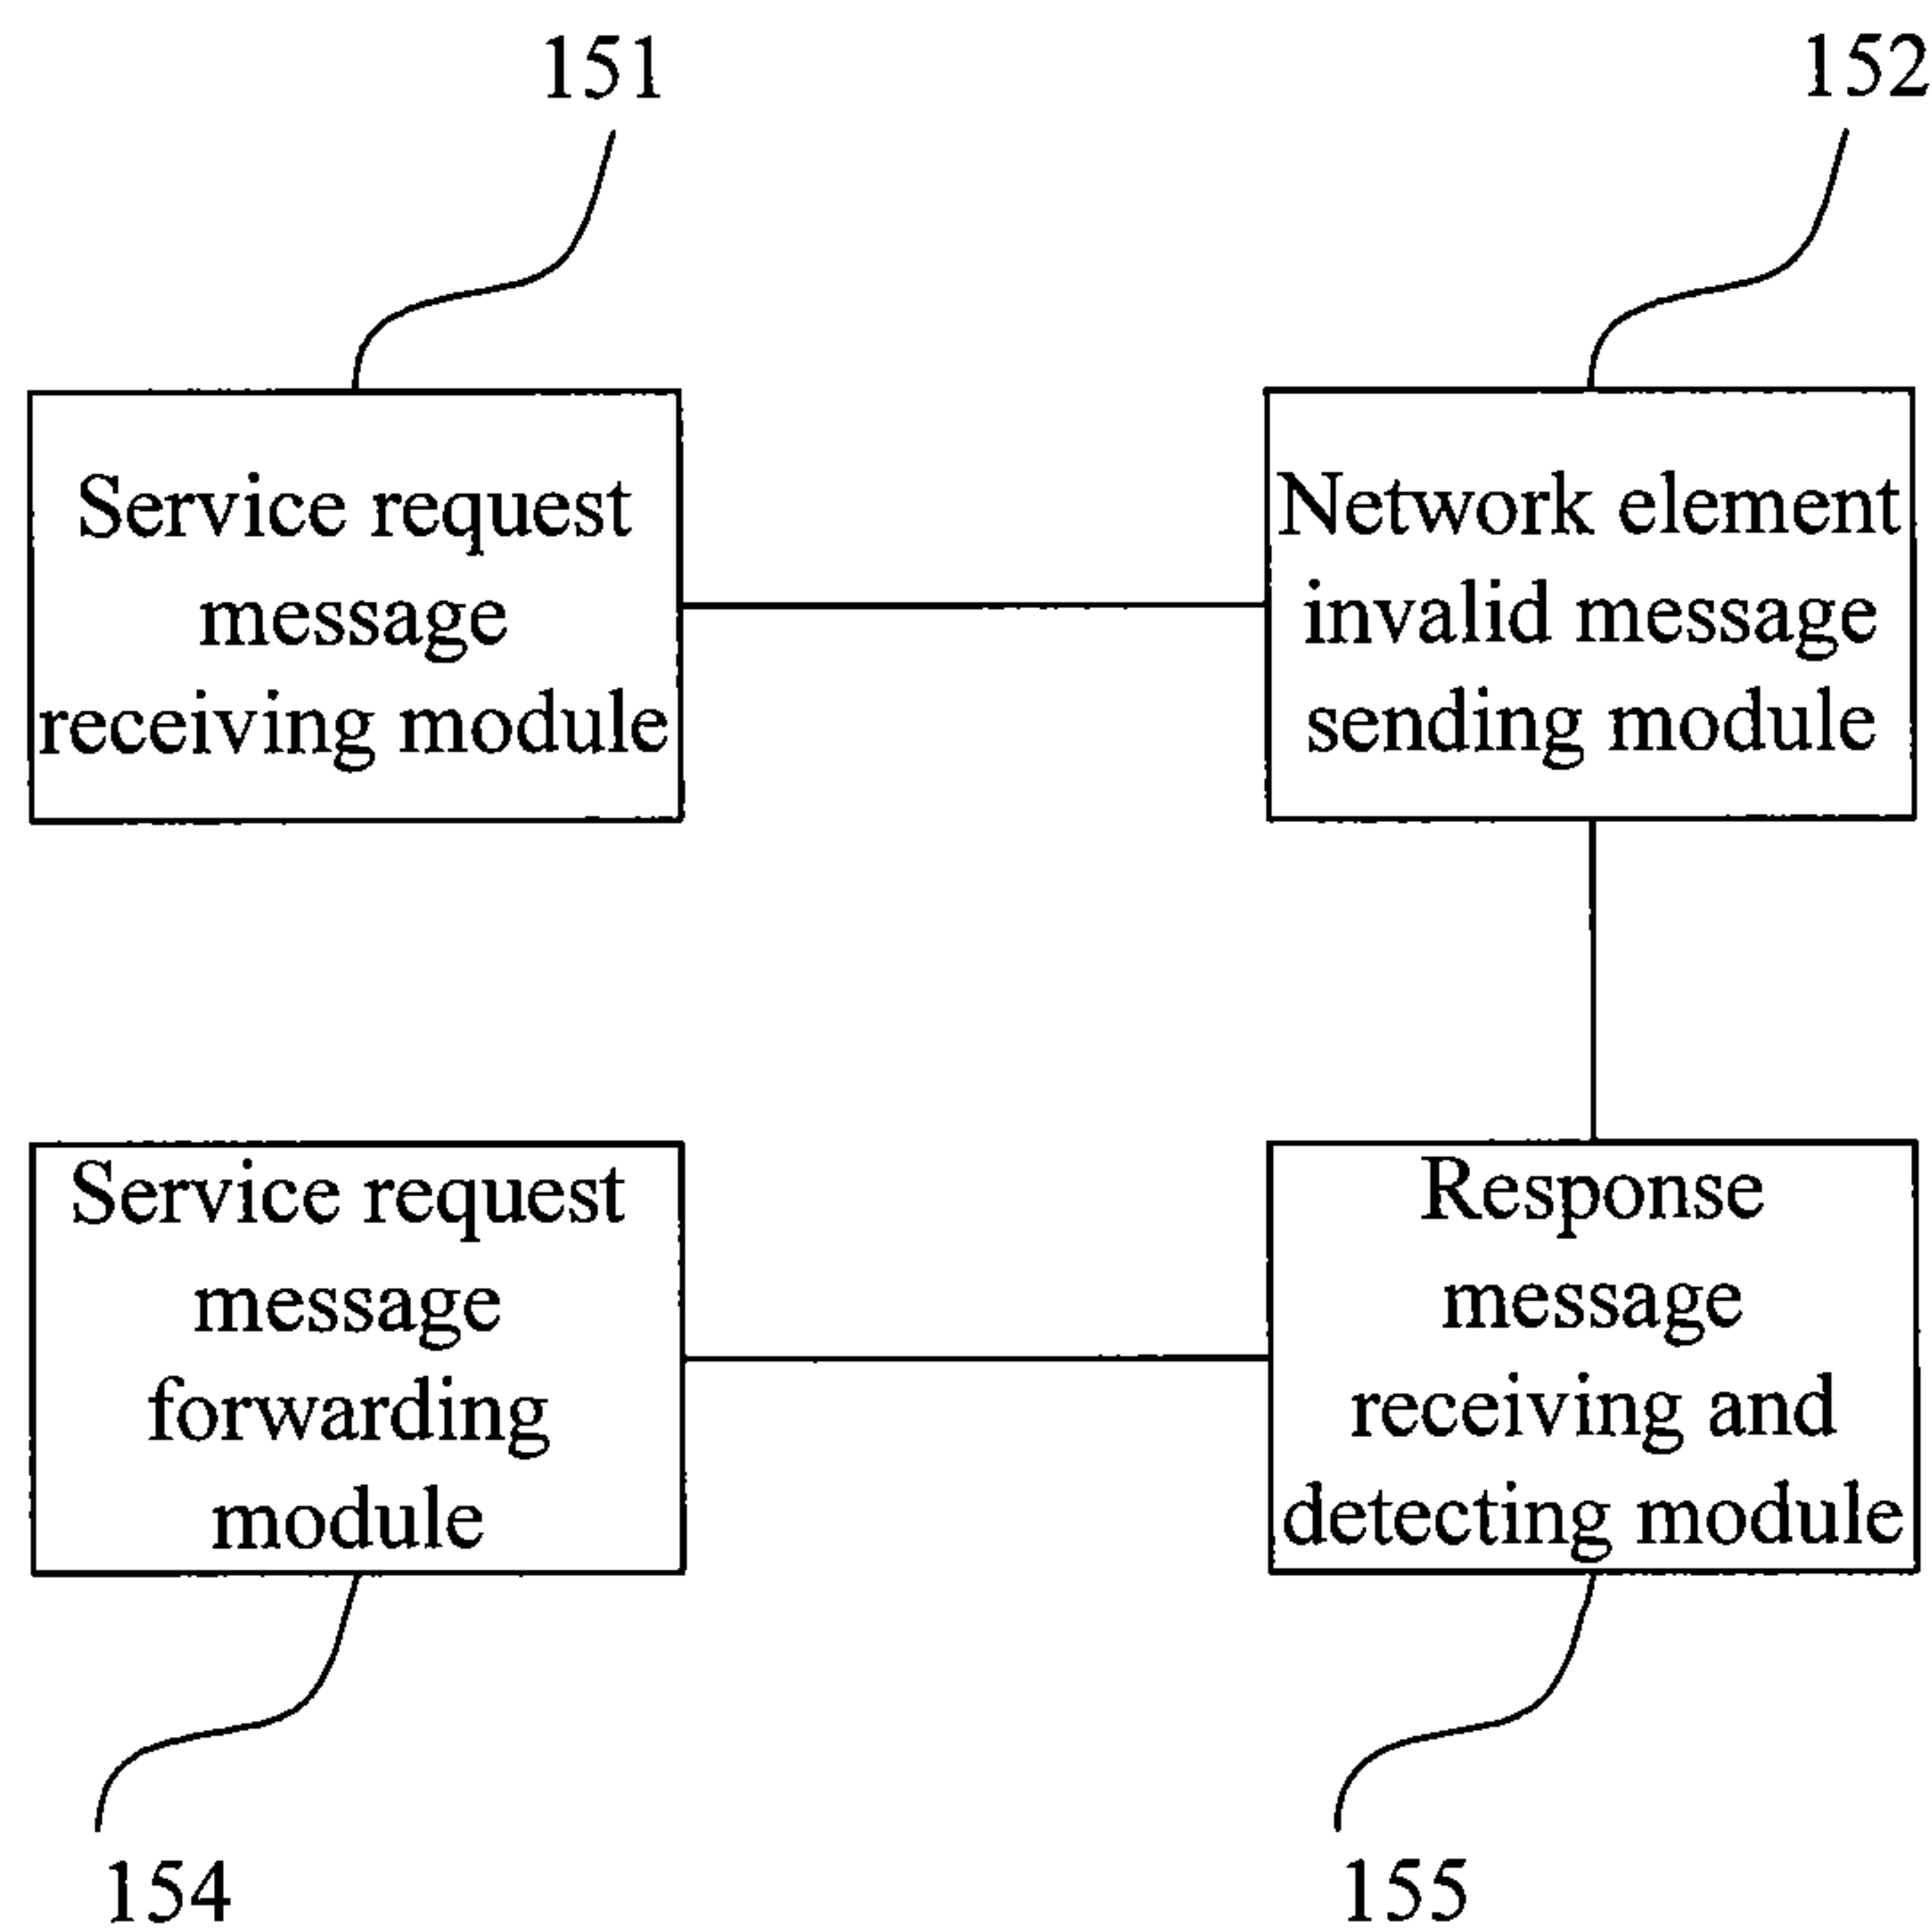 151
152
Service request
message
receiving module
Network element
invalid message
sending module
Service request
message
forwarding
module
Response
message
receiving and
detecting module
154
155